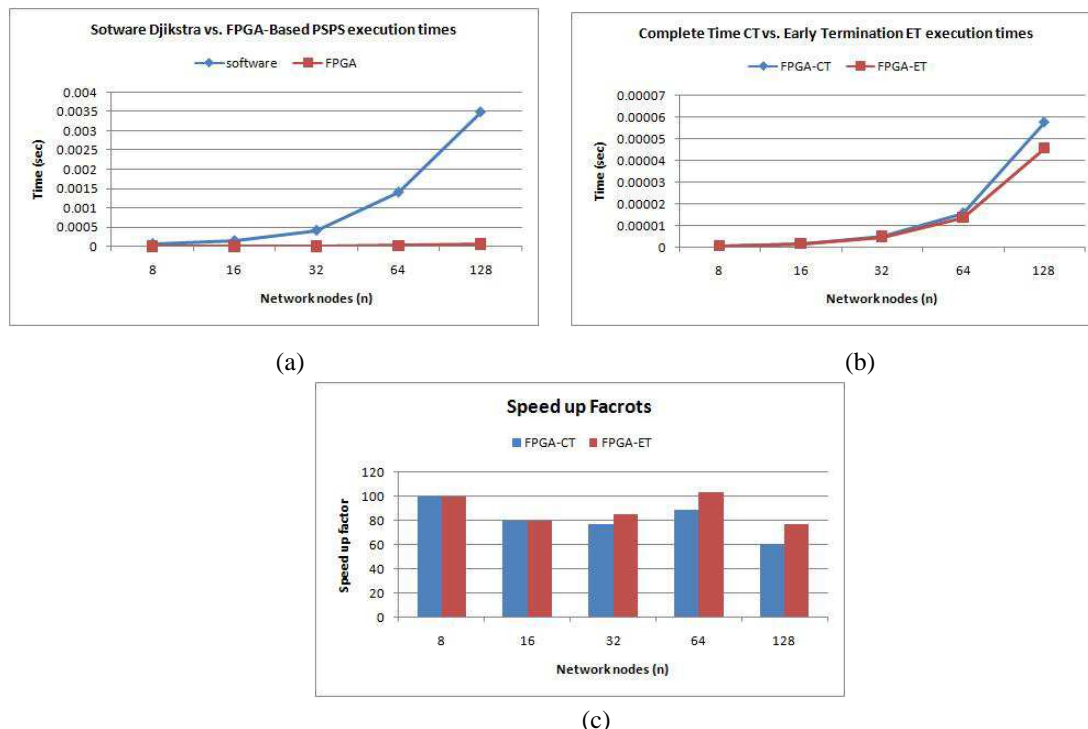 Sotware Djikstra vs. FPGA-Based PSPS execution times
software FPGA
0.004
0.0035
0.003
0.0025
0.002
0.0015
0.001
0.0005
0
Time (sec)
8 16 32 64 128
Network nodes (n)
(a)
Complete Time CT vs. Early Termination ET execution times
FPGA-CT FPGA-ET
0.00007
0.00006
0.00005
0.00004
0.00003
0.00002
0.00001
0
Time (sec)
8 16 32 64 128
Network nodes (n)
(b)
Speed up Facrots
FPGA-CT FPGA-ET
120
100
80
60
40
20
0
Speed up factor
8 16 32 64 128
Network nodes (n)
(c)